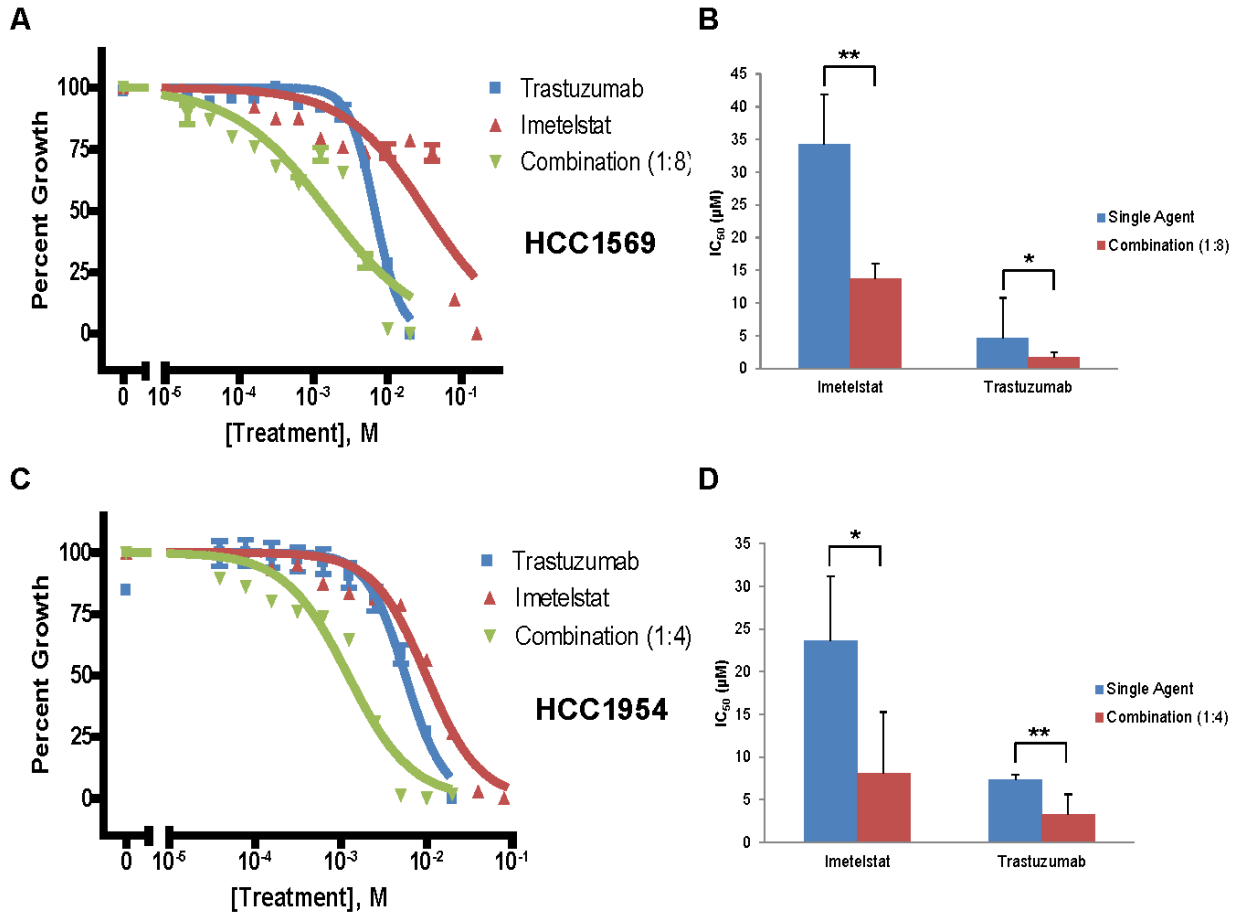 A
Percent Growth
100
75
50
25
0
0
10⁻⁵
10⁻⁴
10⁻³
10⁻²
10⁻¹
[Treatment], M
Trastuzumab
Imetelstat
Combination (1:8)
HCC1569
B
IC₅₀ (µM)
45
40
35
30
25
20
15
10
5
0
**
*
Imetelstat
Trastuzumab
Single Agent
Combination (1:8)
C
Percent Growth
100
75
50
25
0
0
10⁻⁵
10⁻⁴
10⁻³
10⁻²
10⁻¹
[Treatment], M
Trastuzumab
Imetelstat
Combination (1:4)
HCC1954
D
IC₅₀ (µM)
35
30
25
20
15
10
5
0
*
**
Imetelstat
Trastuzumab
Single Agent
Combination (1:4)